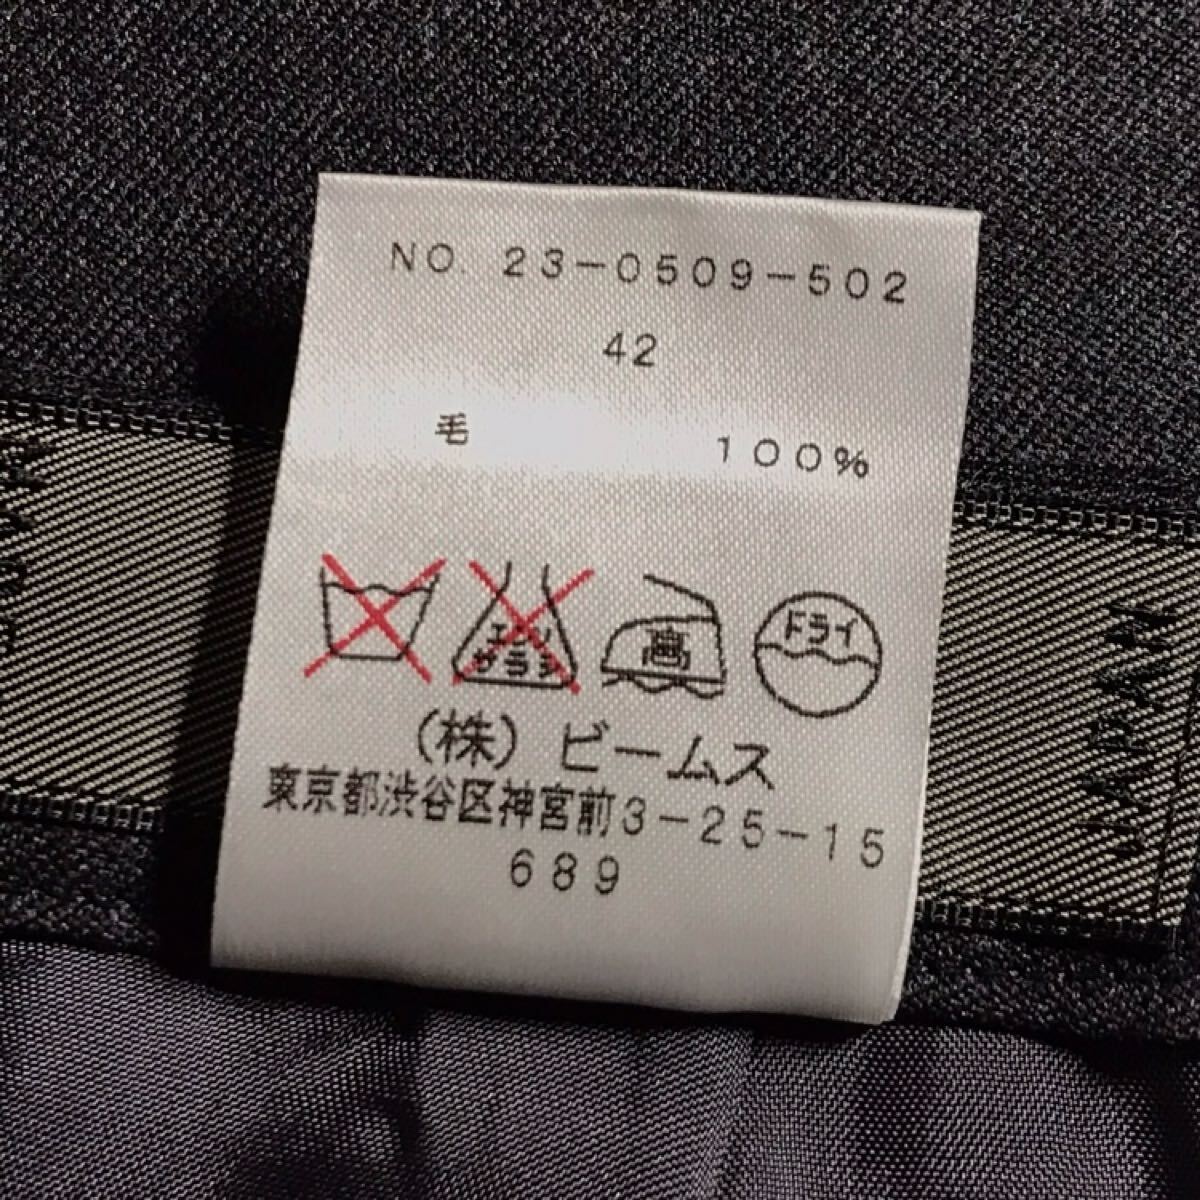 NO. 23-0509-502
42
毛 100%
エンソ サラシ
高
ドライ
(株) ビームス
東京都渋谷区神宮前3-25-15
689
JAPAN